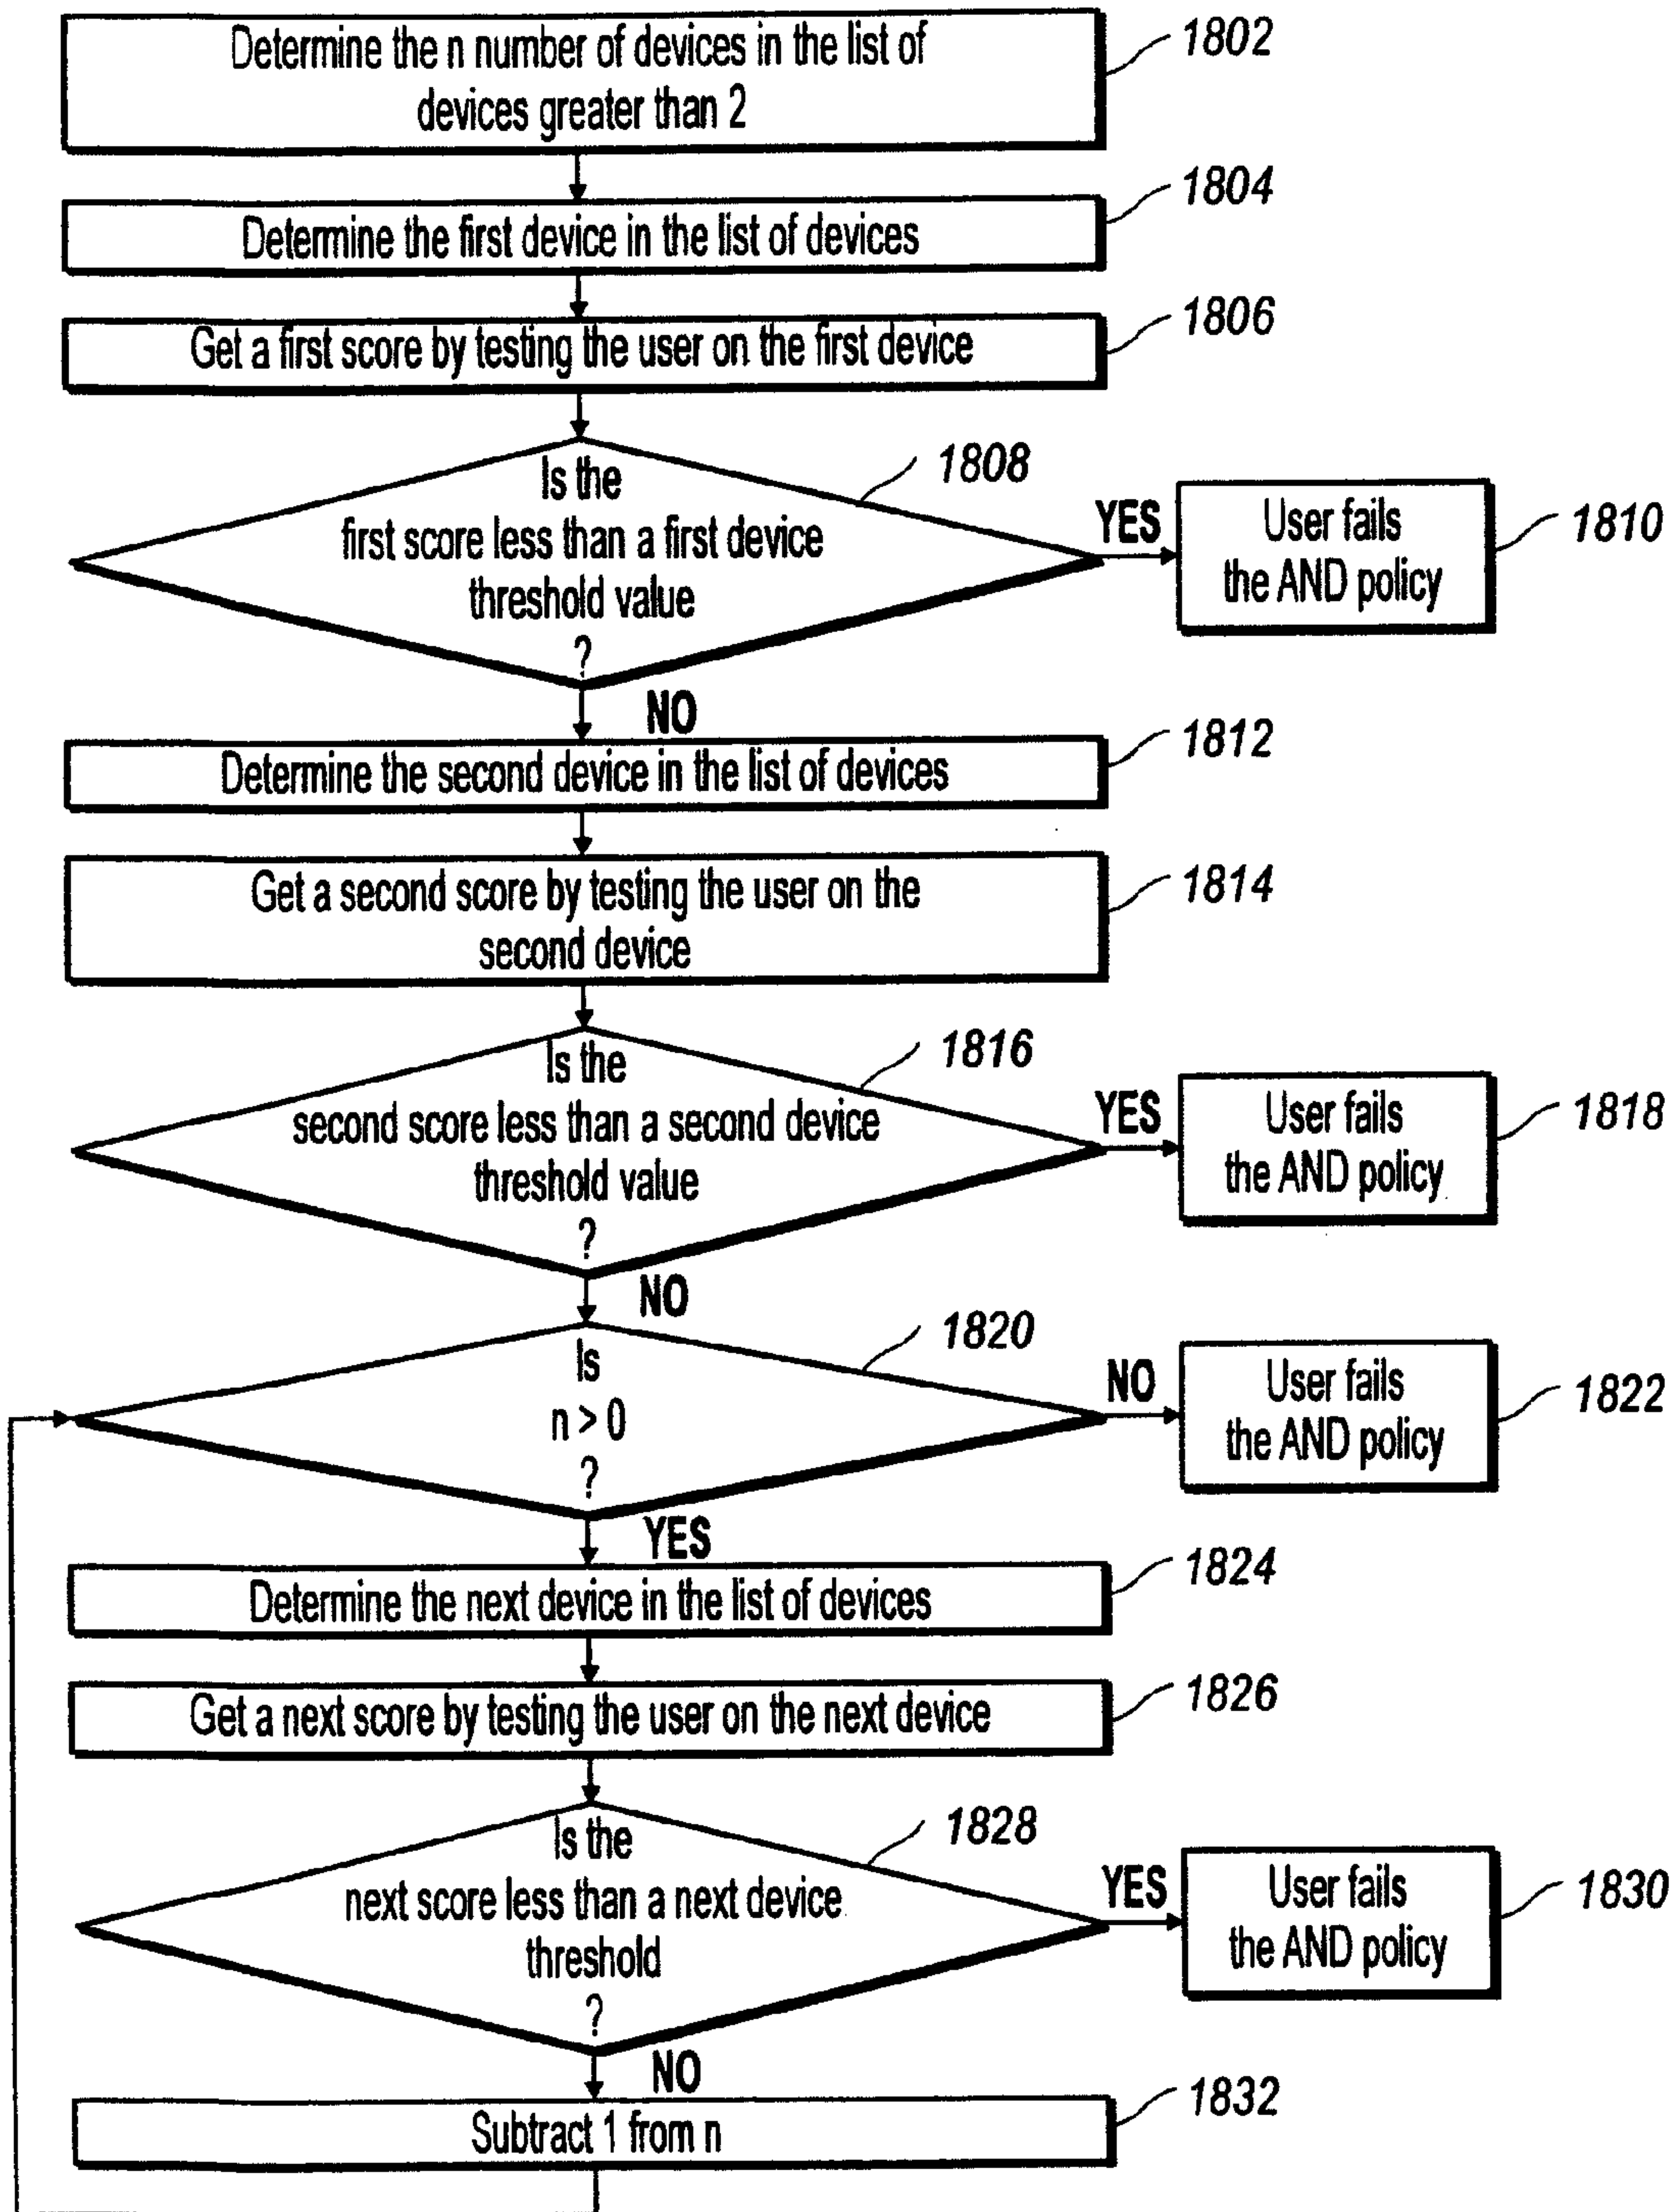 Determine the n number of devices in the list of
devices greater than 2
1802
Determine the first device in the list of devices
1804
Get a first score by testing the user on the first device
1806
Is the
first score less than a first device
threshold value
?
1808
YES
User fails
the AND policy
1810
NO
Determine the second device in the list of devices
1812
Get a second score by testing the user on the
second device
1814
Is the
second score less than a second device
threshold value
?
1816
YES
User fails
the AND policy
1818
NO
Is
n > 0
?
1820
NO
User fails
the AND policy
1822
YES
Determine the next device in the list of devices
1824
Get a next score by testing the user on the next device
1826
Is the
next score less than a next device
threshold
?
1828
YES
User fails
the AND policy
1830
NO
Subtract 1 from n
1832